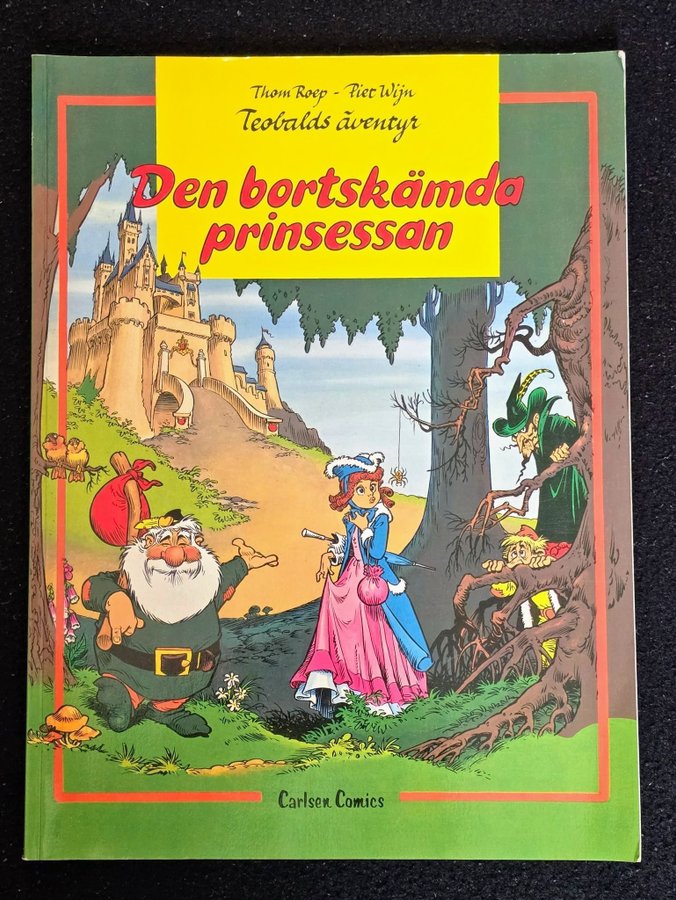 Thom Roep - Piet Wijn
Teobalds äventyr
Den bortskämda
prinsessan
Carlsen Comics